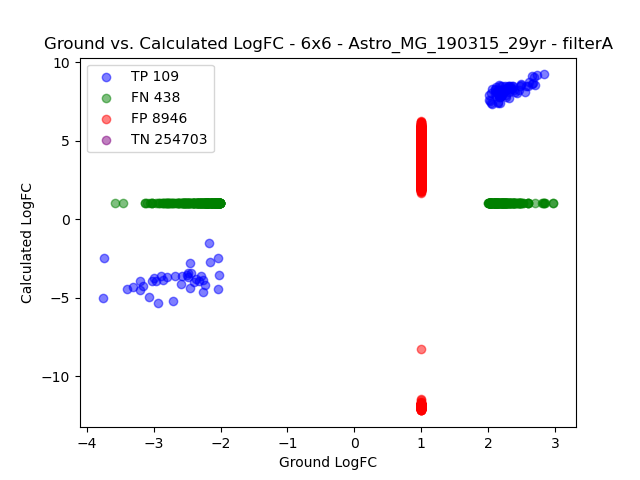 Ground vs. Calculated LogFC - 6x6 - Astro_MG_190315_29yr - filterA
TP 109
FN 438
FP 8946
TN 254703
10
5
0
−5
−10
Calculated LogFC
−4
−3
−2
−1
0
1
2
3
Ground LogFC